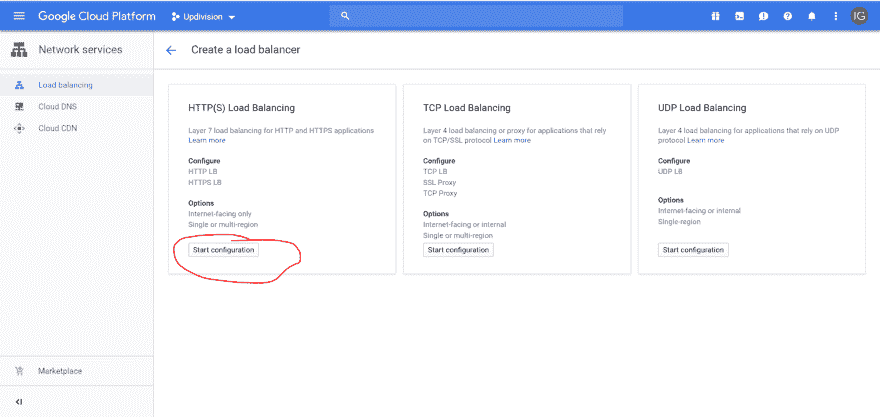 Google Cloud Platform
Updivision
IG
Network services
Create a load balancer
Load balancing
Cloud DNS
Cloud CDN
HTTP(S) Load Balancing
Layer 7 load balancing for HTTP and HTTPS applications
Learn more
Configure
HTTP LB
HTTPS LB
Options
Internet-facing only
Single or multi-region
Start configuration
TCP Load Balancing
Layer 4 load balancing or proxy for applications that rely
on TCP/SSL protocol Learn more
Configure
TCP LB
SSL Proxy
TCP Proxy
Options
Internet-facing or internal
Single or multi-region
Start configuration
UDP Load Balancing
Layer 4 load balancing for applications that rely on UDP
protocol Learn more
Configure
UDP LB
Options
Internet-facing or internal
Single-region
Start configuration
Marketplace